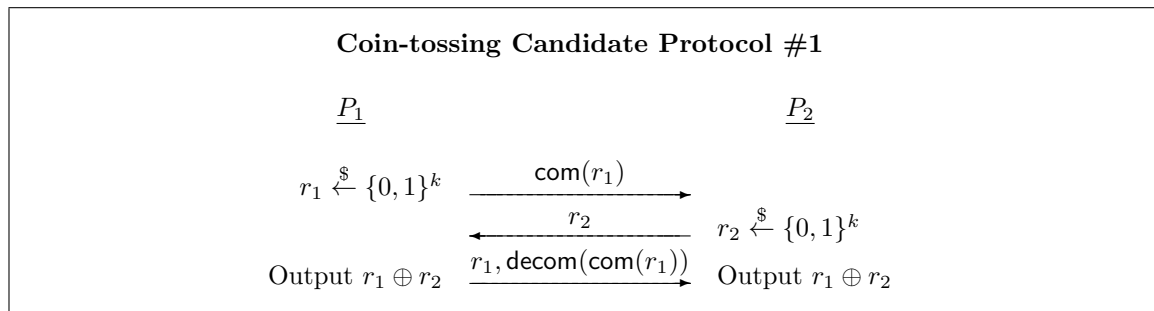 Coin-tossing Candidate Protocol #1
P₁ P₂
r₁ ←$ {0, 1}ᵏ com(r₁)
r₂ r₂ ←$ {0, 1}ᵏ
Output r₁ ⊕ r₂ r₁, decom(com(r₁)) Output r₁ ⊕ r₂